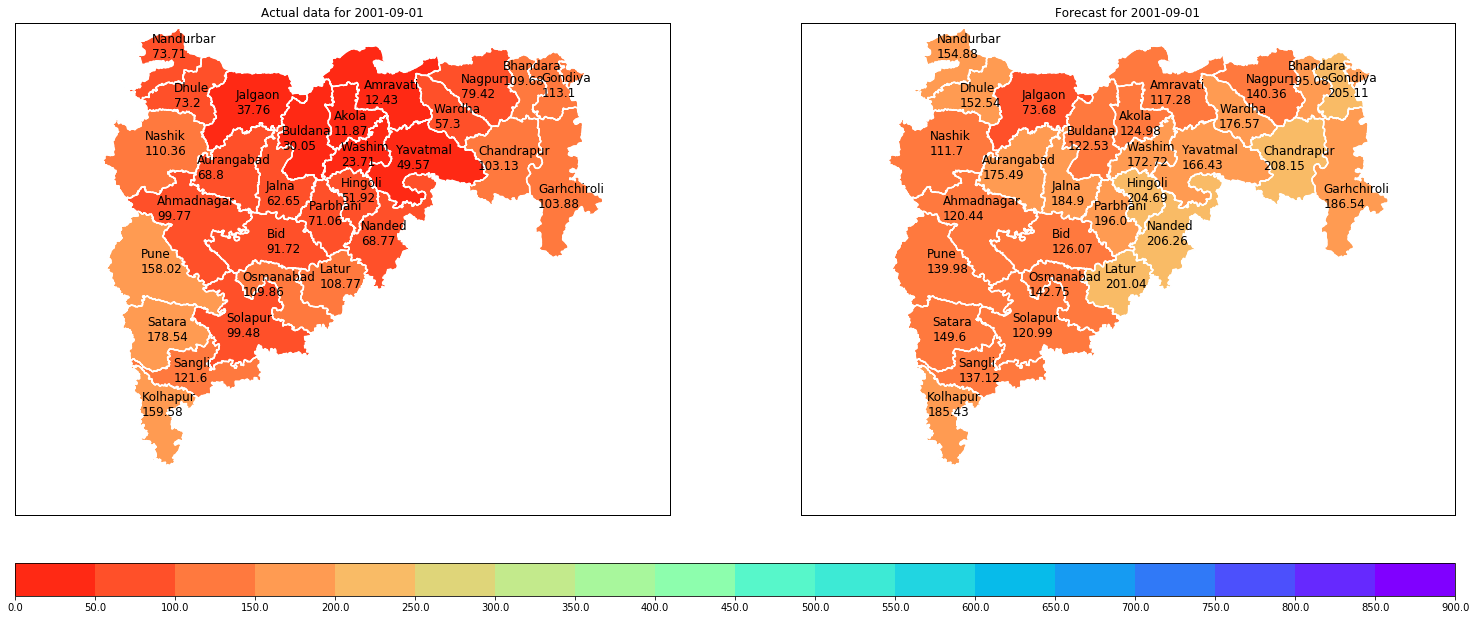 Actual data for 2001-09-01
Nandurbar
73.71
Dhule
73.2
Jalgaon
37.76
Nashik
110.36
Buldana
30.05
Akola
11.87
Amravati
12.43
Nagpur
79.42
Bhandara
109.68
Gondiya
113.1
Wardha
57.3
Washim
23.71
Yavatmal
49.57
Chandrapur
103.13
Garhchiroli
103.88
Aurangabad
68.8
Jalna
62.65
Hingoli
51.92
Parbhani
71.06
Nanded
68.77
Ahmadnagar
99.77
Bid
91.72
Pune
158.02
Osmanabad
109.86
Latur
108.77
Satara
178.54
Solapur
99.48
Sangli
121.6
Kolhapur
159.58
Forecast for 2001-09-01
Nandurbar
154.88
Dhule
152.54
Jalgaon
73.68
Nashik
111.7
Buldana
122.53
Akola
124.98
Amravati
117.28
Nagpur
140.36
Bhandara
195.08
Gondiya
205.11
Wardha
176.57
Washim
172.72
Yavatmal
166.43
Chandrapur
208.15
Garhchiroli
186.54
Aurangabad
175.49
Jalna
184.9
Hingoli
204.69
Parbhani
196.0
Nanded
206.26
Ahmadnagar
120.44
Bid
126.07
Pune
139.98
Osmanabad
142.75
Latur
201.04
Satara
149.6
Solapur
120.99
Sangli
137.12
Kolhapur
185.43
0.0 50.0 100.0 150.0 200.0 250.0 300.0 350.0 400.0 450.0 500.0 550.0 600.0 650.0 700.0 750.0 800.0 850.0 900.0